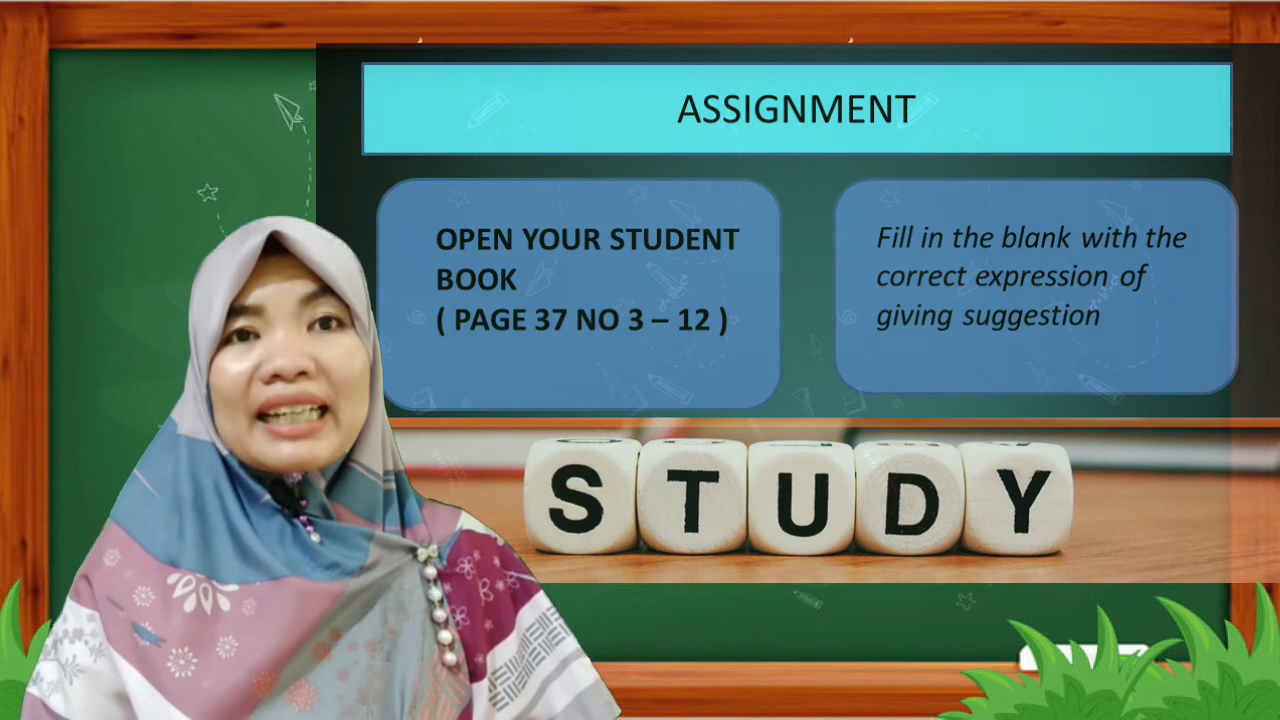 ASSIGNMENT
OPEN YOUR STUDENT
BOOK
( PAGE 37 NO 3 – 12 )
Fill in the blank with the
correct expression of
giving suggestion
STUDY